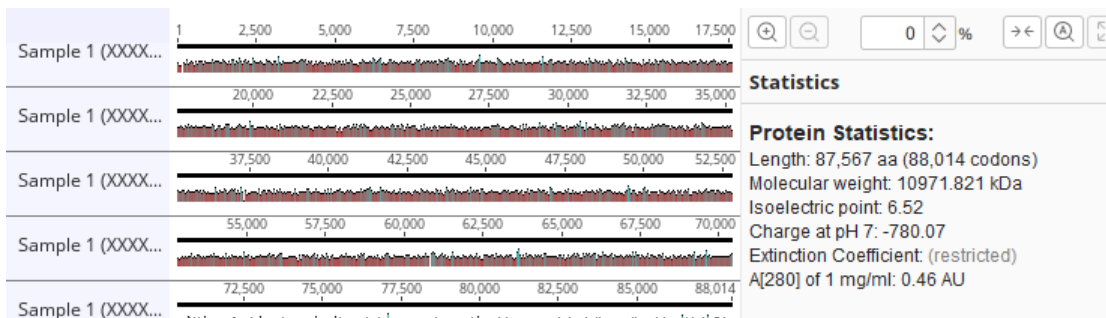 1 2,500 5,000 7,500 10,000 12,500 15,000 17,500
Sample 1 (XXXX...
20,000 22,500 25,000 27,500 30,000 32,500 35,000
Sample 1 (XXXX...
37,500 40,000 42,500 45,000 47,500 50,000 52,500
Sample 1 (XXXX...
55,000 57,500 60,000 62,500 65,000 67,500 70,000
Sample 1 (XXXX...
72,500 75,000 77,500 80,000 82,500 85,000 88,014
Sample 1 (XXXX...
0 %
Statistics
Protein Statistics:
Length: 87,567 aa (88,014 codons)
Molecular weight: 10971.821 kDa
Isoelectric point: 6.52
Charge at pH 7: -780.07
Extinction Coefficient: (restricted)
A[280] of 1 mg/ml: 0.46 AU